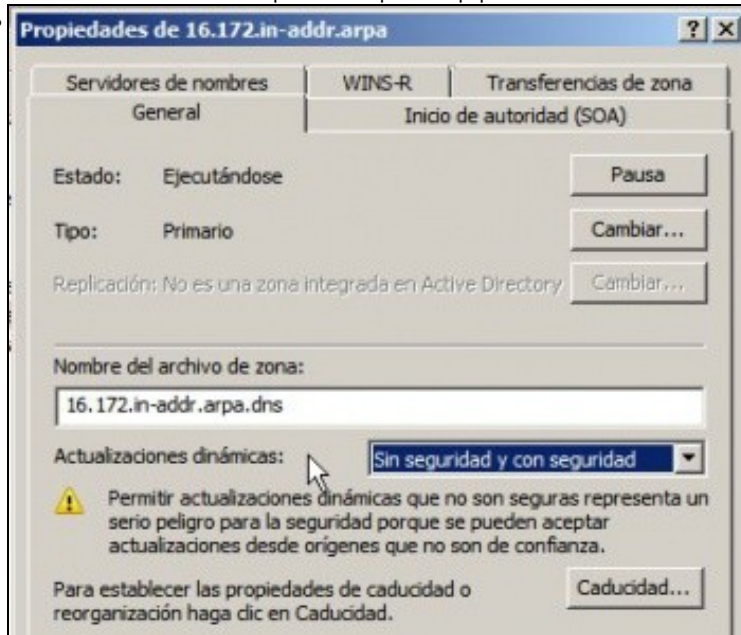 Propiedades de 16.172.in-addr.arpa
Servidores de nombres WINS-R Transferencias de zona
General Inicio de autoridad (SOA)
Estado: Ejecutándose Pausa
Tipo: Primario Cambiar...
Replicación: No es una zona integrada en Active Directory Cambiar...
Nombre del archivo de zona:
16.172.in-addr.arpa.dns
Actualizaciones dinámicas: Sin seguridad y con seguridad
Permitir actualizaciones dinámicas que no son seguras representa un
serio peligro para la seguridad porque se pueden aceptar
actualizaciones desde orígenes que no son de confianza.
Para establecer las propiedades de caducidad o Caducidad...
reorganización haga clic en Caducidad.